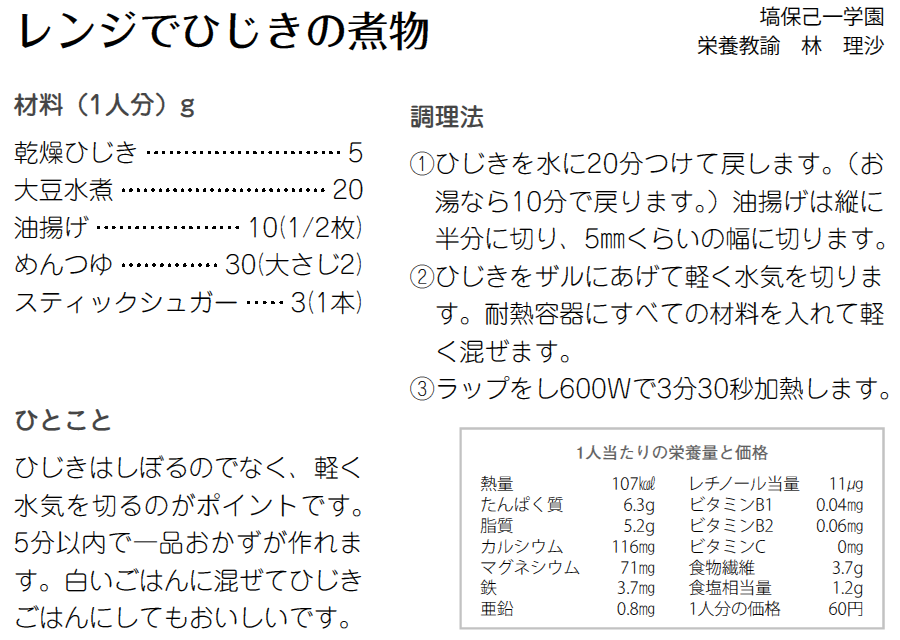 レンジでひじきの煮物
塙保己一学園
栄養教諭　林　理沙
材料（1人分）g
乾燥ひじき ………………………… 5
大豆水煮 ………………………… 20
油揚げ ………………… 10(1/2枚)
めんつゆ …………… 30(大さじ2)
スティックシュガー …… 3(1本)
ひとこと
ひじきはしぼるのでなく、軽く
水気を切るのがポイントです。
5分以内で一品おかずが作れま
す。白いごはんに混ぜてひじき
ごはんにしてもおいしいです。
調理法
①ひじきを水に20分つけて戻します。（お
湯なら10分で戻ります。）油揚げは縦に
半分に切り、5㎜くらいの幅に切ります。
②ひじきをザルにあげて軽く水気を切りま
す。耐熱容器にすべての材料を入れて軽
く混ぜます。
③ラップをし600Wで3分30秒加熱します。
1人当たりの栄養量と価格
熱量 107㎉ レチノール当量 11㎍
たんぱく質 6.3g ビタミンB1 0.04㎎
脂質 5.2g ビタミンB2 0.06㎎
カルシウム 116㎎ ビタミンC 0㎎
マグネシウム 71㎎ 食物繊維 3.7g
鉄 3.7㎎ 食塩相当量 1.2g
亜鉛 0.8㎎ 1人分の価格 60円